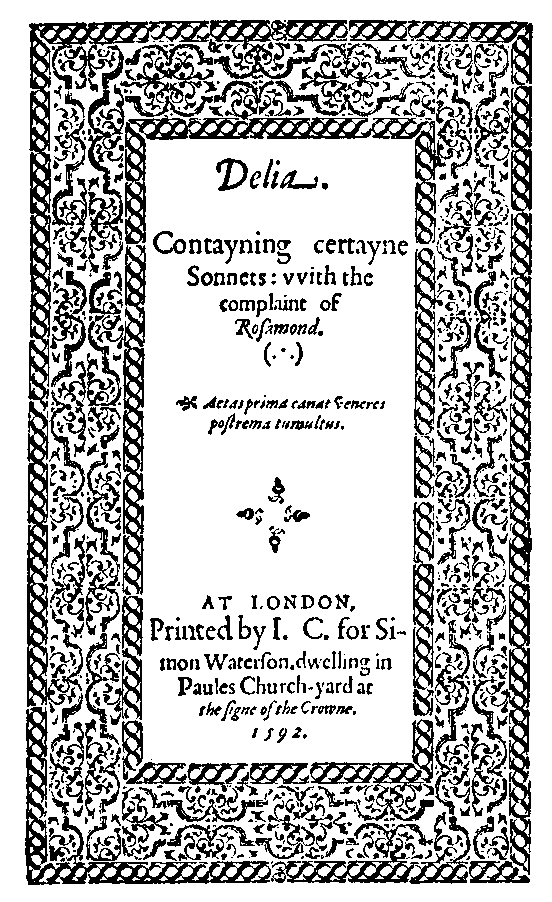 Delia.
Contayning certayne
Sonnets: vvith the
complaint of
Rosamond.
(.·.)
Aetas prima canat veneres
postrema tumultus.
AT LONDON,
Printed by I. C. for Si-
mon Waterson, dwelling in
Paules Church-yard at
the signe of the Crowne.
1592.